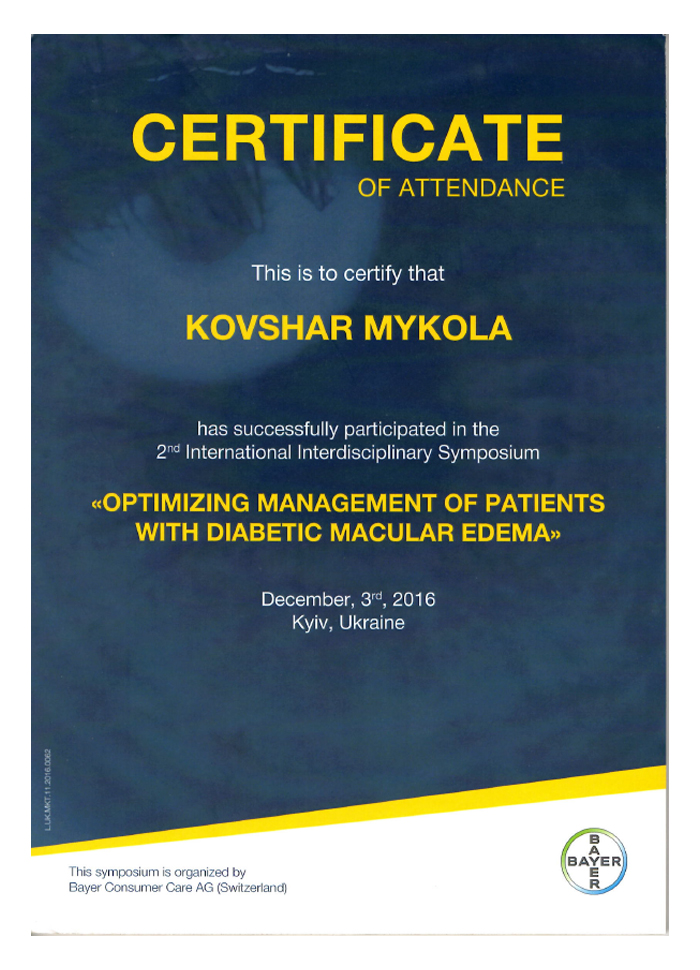 CERTIFICATE
OF ATTENDANCE
This is to certify that
KOVSHAR MYKOLA
has successfully participated in the
2nd International Interdisciplinary Symposium
«OPTIMIZING MANAGEMENT OF PATIENTS
WITH DIABETIC MACULAR EDEMA»
December, 3rd, 2016
Kyiv, Ukraine
L.UK.MKT.11.2016.0062
This symposium is organized by
Bayer Consumer Care AG (Switzerland)
BAYER
BAYER